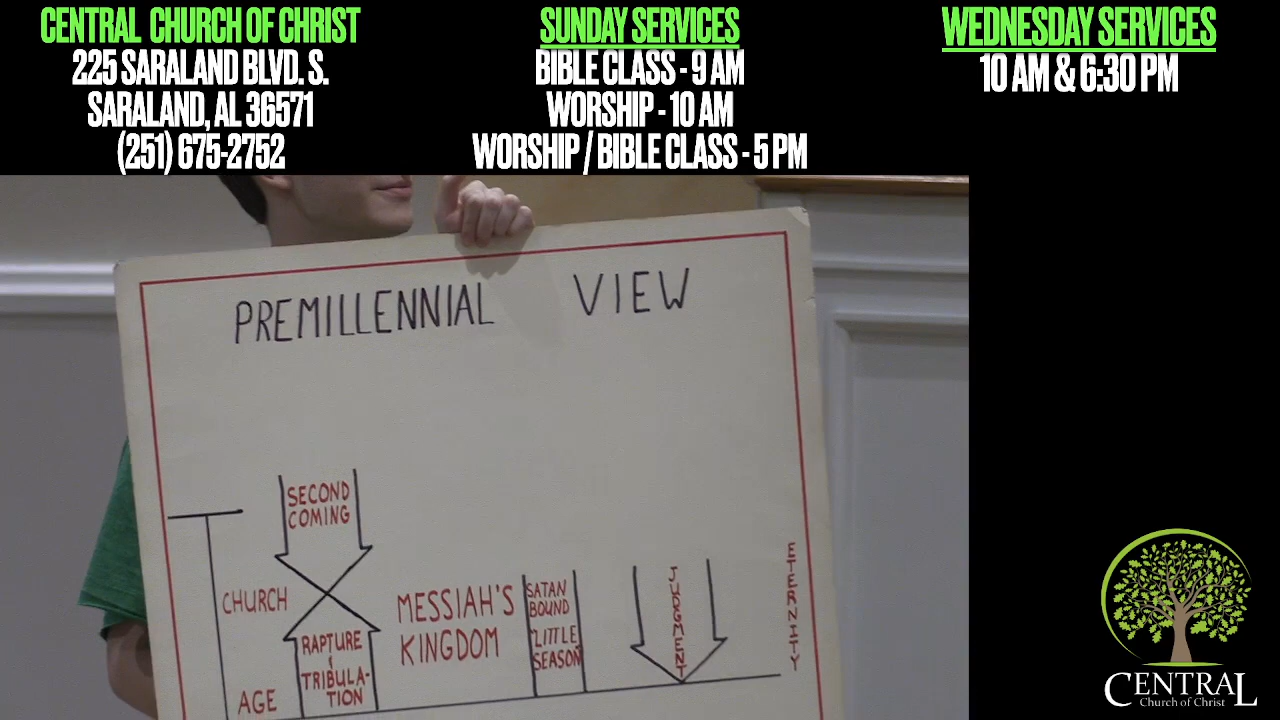 CENTRAL CHURCH OF CHRIST
225 SARALAND BLVD. S.
SARALAND, AL 36571
(251) 675-2752
SUNDAY SERVICES
BIBLE CLASS - 9 AM
WORSHIP - 10 AM
WORSHIP / BIBLE CLASS - 5 PM
WEDNESDAY SERVICES
10 AM & 6:30 PM
PREMILLENNIAL VIEW
SECOND
COMING
CHURCH
AGE
RAPTURE
&
TRIBULA-
TION
MESSIAH'S
KINGDOM
SATAN
BOUND
"LITTLE
SEASON
JUDGMENT
ETERNITY
CENTRAL
Church of Christ